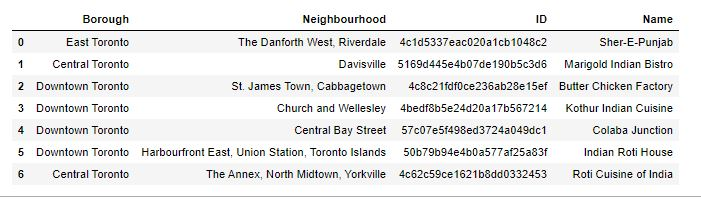 Borough Neighbourhood ID Name
0 East Toronto The Danforth West, Riverdale 4c1d5337eac020a1cb1048c2 Sher-E-Punjab
1 Central Toronto Davisville 5169d445e4b07de190b5c3d6 Marigold Indian Bistro
2 Downtown Toronto St. James Town, Cabbagetown 4c8c21fdf0ce236ab28e15ef Butter Chicken Factory
3 Downtown Toronto Church and Wellesley 4bedf8b5e24d20a17b567214 Kothur Indian Cuisine
4 Downtown Toronto Central Bay Street 57c07e5f498ed3724a049dc1 Colaba Junction
5 Downtown Toronto Harbourfront East, Union Station, Toronto Islands 50b79b94e4b0a577af25a83f Indian Roti House
6 Central Toronto The Annex, North Midtown, Yorkville 4c62c59ce1621b8dd0332453 Roti Cuisine of India